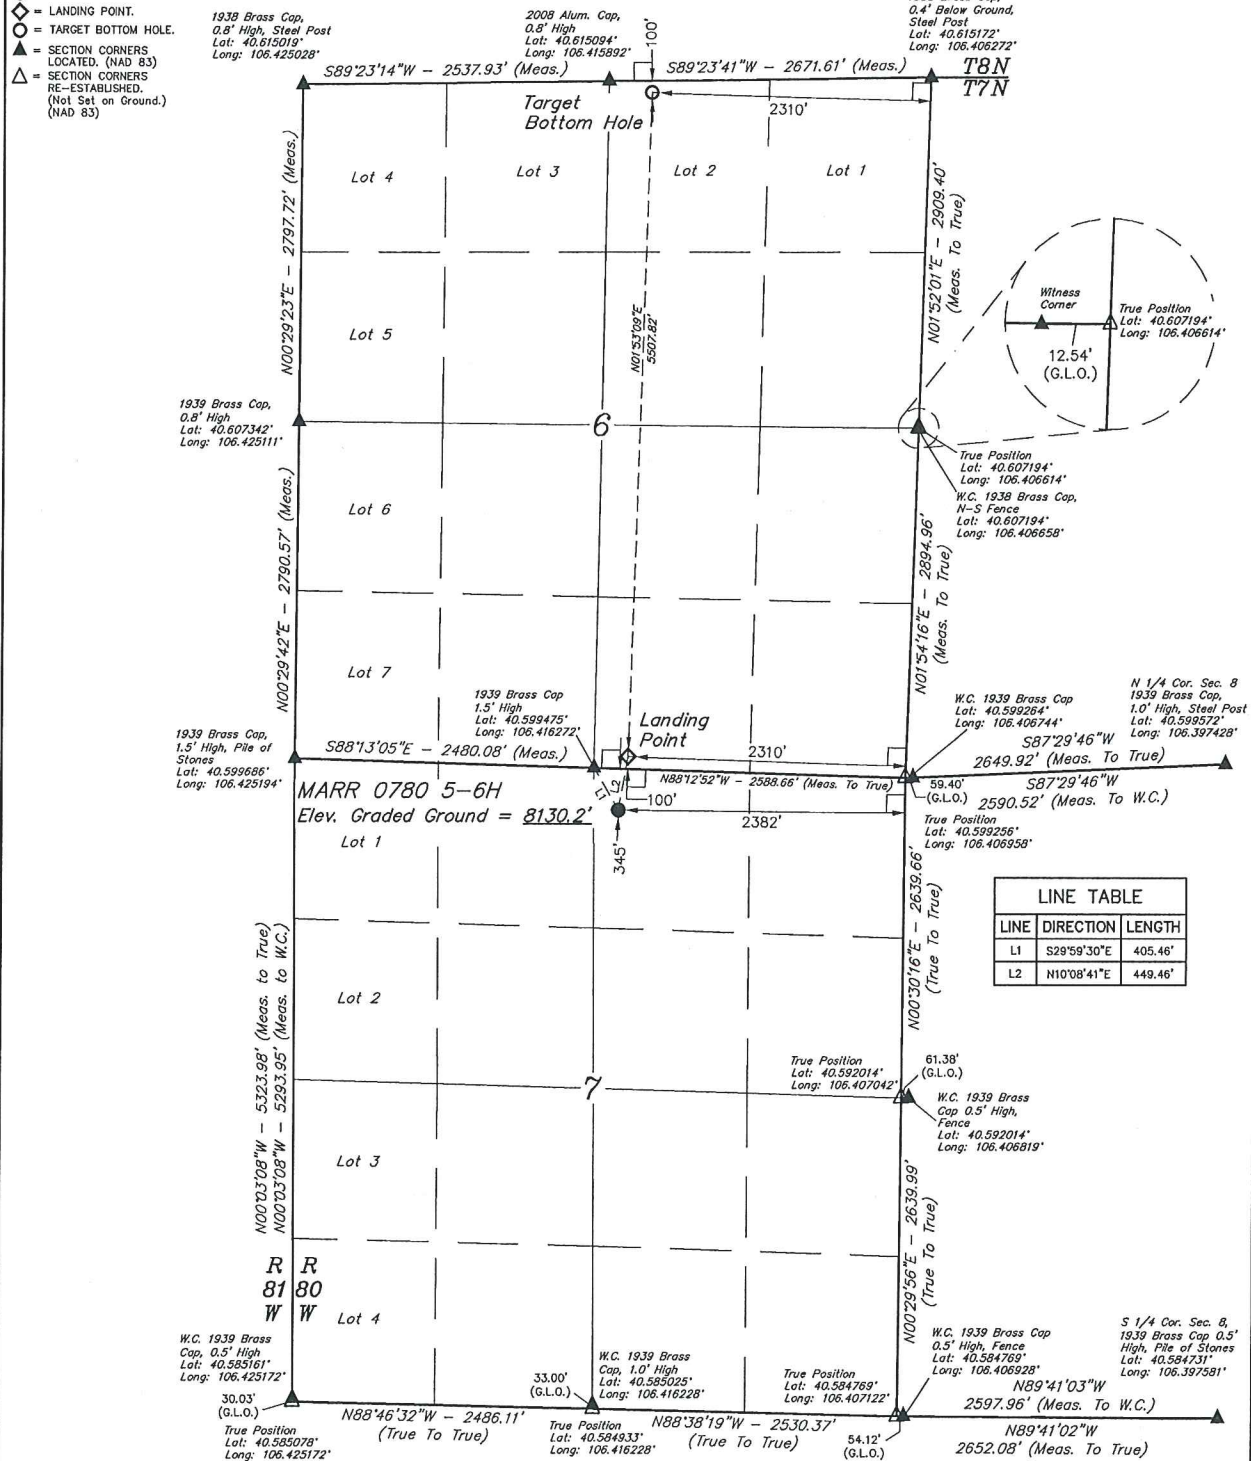 = LANDING POINT.
= TARGET BOTTOM HOLE.
= SECTION CORNERS
LOCATED. (NAD 83)
= SECTION CORNERS
RE-ESTABLISHED.
(Not Set on Ground.)
(NAD 83)
1938 Brass Cap,
0.8' High, Steel Post
Lat: 40.615019°
Long: 106.425028°
2008 Alum. Cap,
0.8' High
Lat: 40.615094°
Long: 106.415892°
100'
0.4' Below Ground,
Steel Post
Lat: 40.615172°
Long: 106.406272°
S89°23'14"W - 2537.93' (Meas.)
S89°23'41"W - 2671.61' (Meas.)
T8N
T7N
Target
Bottom Hole
2310'
Lot 4
Lot 3
Lot 2
Lot 1
N00°29'23"E - 2797.72' (Meas.)
N01°52'01"E - 2909.40'
(Meas. To True)
Witness
Corner
True Position
Lat: 40.607194°
Long: 106.406614°
12.54'
(G.L.O.)
Lot 5
N01°53'09"E
5507.82'
1939 Brass Cap,
0.8' High
Lat: 40.607342°
Long: 106.425111°
6
True Position
Lat: 40.607194°
Long: 106.406614°
W.C. 1938 Brass Cap,
N-S Fence
Lat: 40.607194°
Long: 106.406658°
Lot 6
N00°29'42"E - 2790.57' (Meas.)
N01°54'16"E - 2894.96'
(Meas. To True)
Lot 7
1939 Brass Cap
1.5' High
Lat: 40.599475°
Long: 106.416272°
Landing
Point
2310'
W.C. 1939 Brass Cap
Lat: 40.599264°
Long: 106.406744°
N 1/4 Cor. Sec. 8
1939 Brass Cap,
1.0' High, Steel Post
Lat: 40.599572°
Long: 106.397428°
1939 Brass Cap,
1.5' High, Pile of
Stones
Lat: 40.599686°
Long: 106.425194°
S88°13'05"E - 2480.08' (Meas.)
N88°12'52"W - 2588.66' (Meas. To True)
S87°29'46"W
2649.92' (Meas. To True)
S87°29'46"W
2590.52' (Meas. To W.C.)
59.40'
(G.L.O.)
True Position
Lat: 40.599256°
Long: 106.406958°
MARR 0780 5-6H
Elev. Graded Ground = 8130.2'
L1
L2
100'
2382'
345'
Lot 1
N00°30'16"E - 2639.66'
(True To True)
LINE TABLE
LINE DIRECTION LENGTH
L1 S29°59'30"E 405.46'
L2 N10°08'41"E 449.46'
N00°03'08"W - 5323.98' (Meas. to True)
N00°03'08"W - 5293.95' (Meas. to W.C.)
Lot 2
True Position
Lat: 40.592014°
Long: 106.407042°
61.38'
(G.L.O.)
7
W.C. 1939 Brass
Cap 0.5' High,
Fence
Lat: 40.592014°
Long: 106.406819°
Lot 3
N00°29'56"E - 2639.99'
(True To True)
R R
81 80
W W
Lot 4
W.C. 1939 Brass
Cap, 0.5' High
Lat: 40.585161°
Long: 106.425172°
30.03'
(G.L.O.)
True Position
Lat: 40.585078°
Long: 106.425172°
N88°46'32"W - 2486.11'
(True To True)
33.00'
(G.L.O.)
W.C. 1939 Brass
Cap, 1.0' High
Lat: 40.585025°
Long: 106.416228°
True Position
Lat: 40.584933°
Long: 106.416228°
N88°38'19"W - 2530.37'
(True To True)
True Position
Lat: 40.584769°
Long: 106.407122°
54.12'
(G.L.O.)
W.C. 1939 Brass Cap
0.5' High, Fence
Lat: 40.584769°
Long: 106.406928°
S 1/4 Cor. Sec. 8,
1939 Brass Cap 0.5'
High, Pile of Stones
Lat: 40.584731°
Long: 106.397581°
N89°41'03"W
2597.96' (Meas. To W.C.)
N89°41'02"W
2652.08' (Meas. To True)